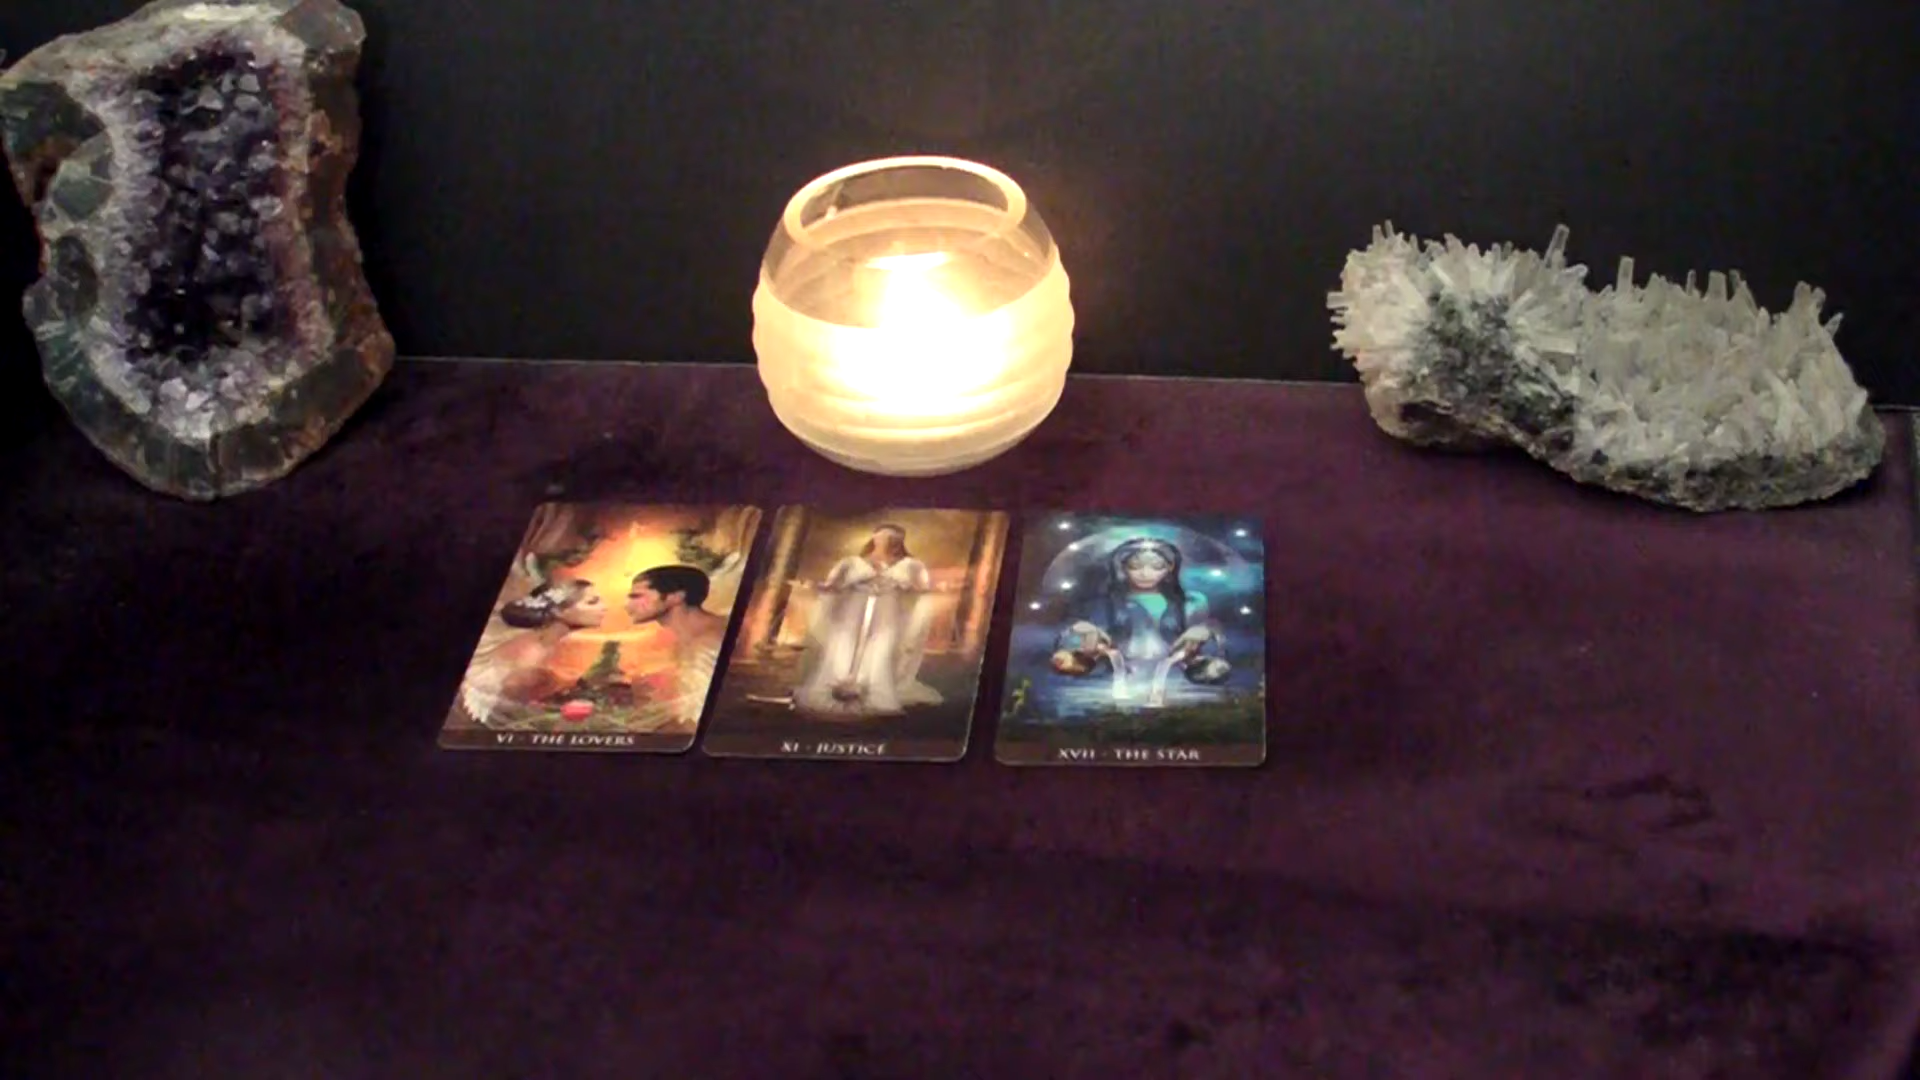 VI · THE LOVERS
XI · JUSTICE
XVII · THE STAR